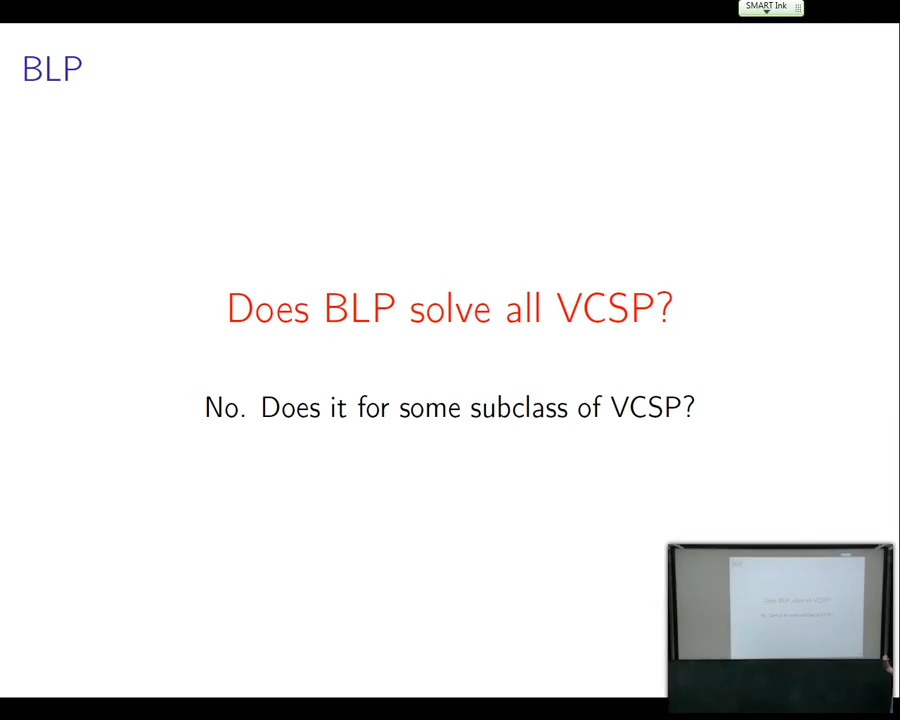 SMART Ink
BLP
Does BLP solve all VCSP?
No. Does it for some subclass of VCSP?